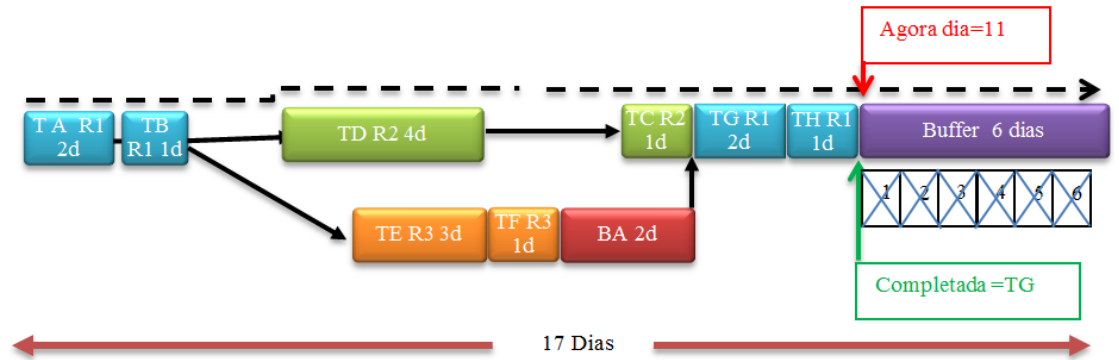 Agora dia=11
T A R1
2d
TB
R1 1d
TD R2 4d
TC R2
1d
TG R1
2d
TH R1
1d
Buffer 6 dias
1 2 3 4 5 6
TE R3 3d
TF R3
1d
BA 2d
Completada =TG
17 Dias